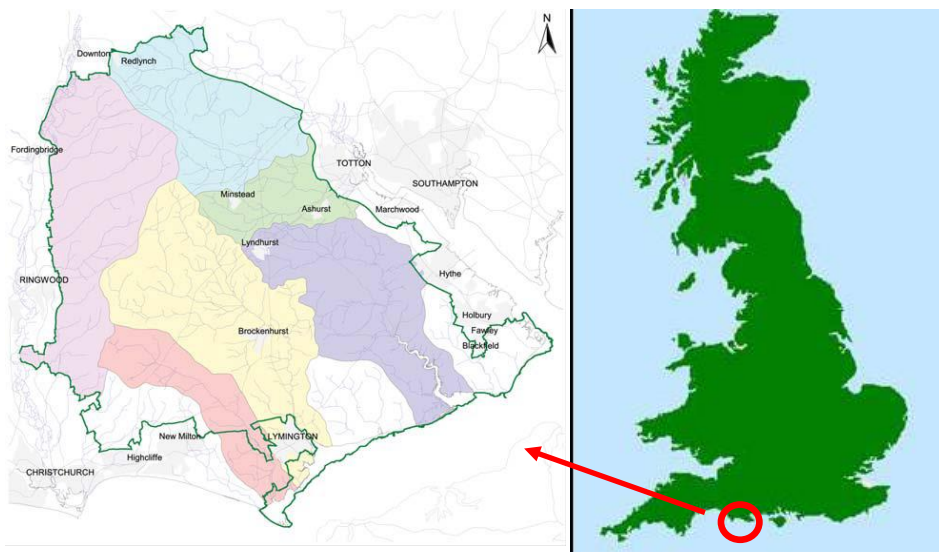 N
Downton
Redlynch
Fordingbridge
TOTTON
SOUTHAMPTON
Minstead
Ashurst
Marchwood
Lyndhurst
Hythe
RINGWOOD
Holbury
Brockenhurst
Fawley
Blackfield
New Milton
LYMINGTON
Highcliffe
CHRISTCHURCH